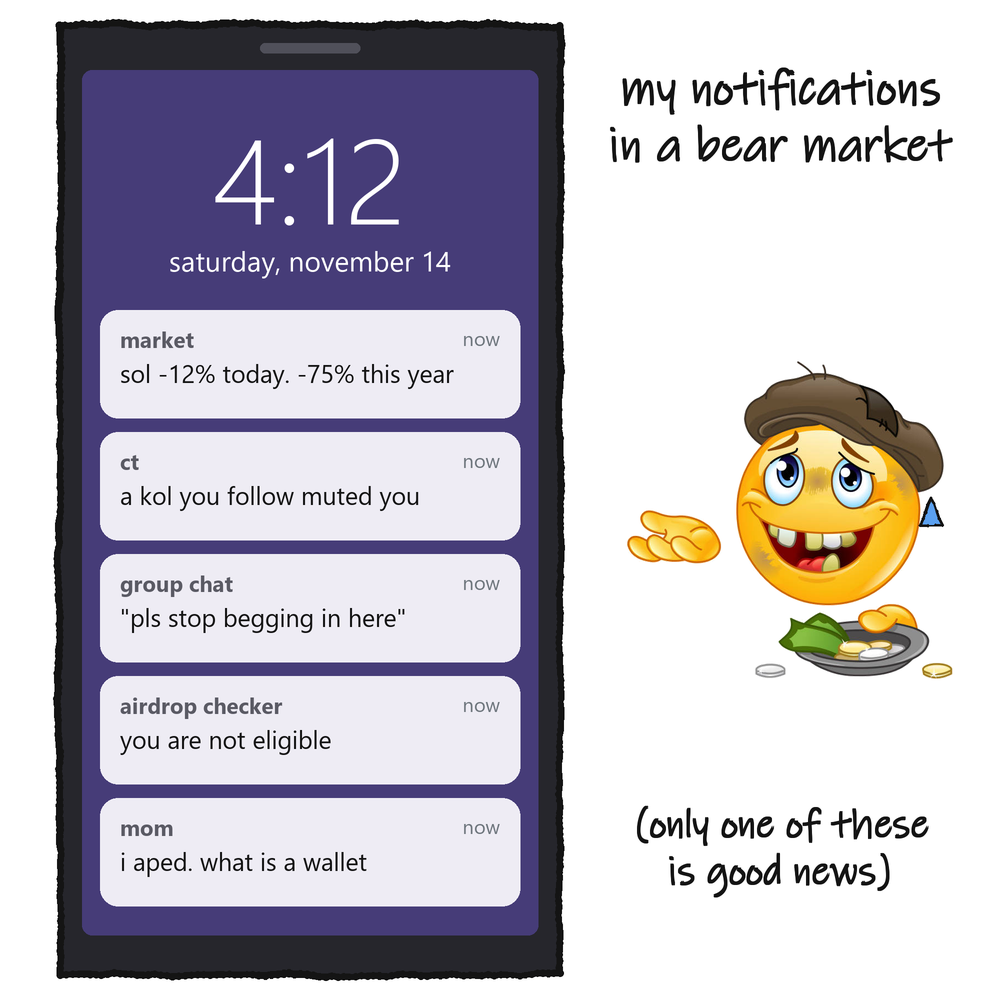 my notifications
in a bear market
4:12
saturday, november 14
market now
sol -12% today. -75% this year
ct now
a kol you follow muted you
group chat now
"pls stop begging in here"
airdrop checker now
you are not eligible
mom now
i aped. what is a wallet
(only one of these
is good news)